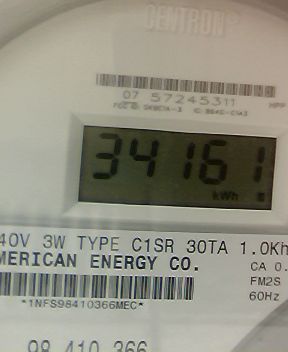 CENTRON®
07 57245311
34161
kWh
40V 3W TYPE C1SR 30TA 1.0Kh
MERICAN ENERGY CO.
CA 0.
FM2S
60Hz
*1NFS98410366MEC*
98 410 366